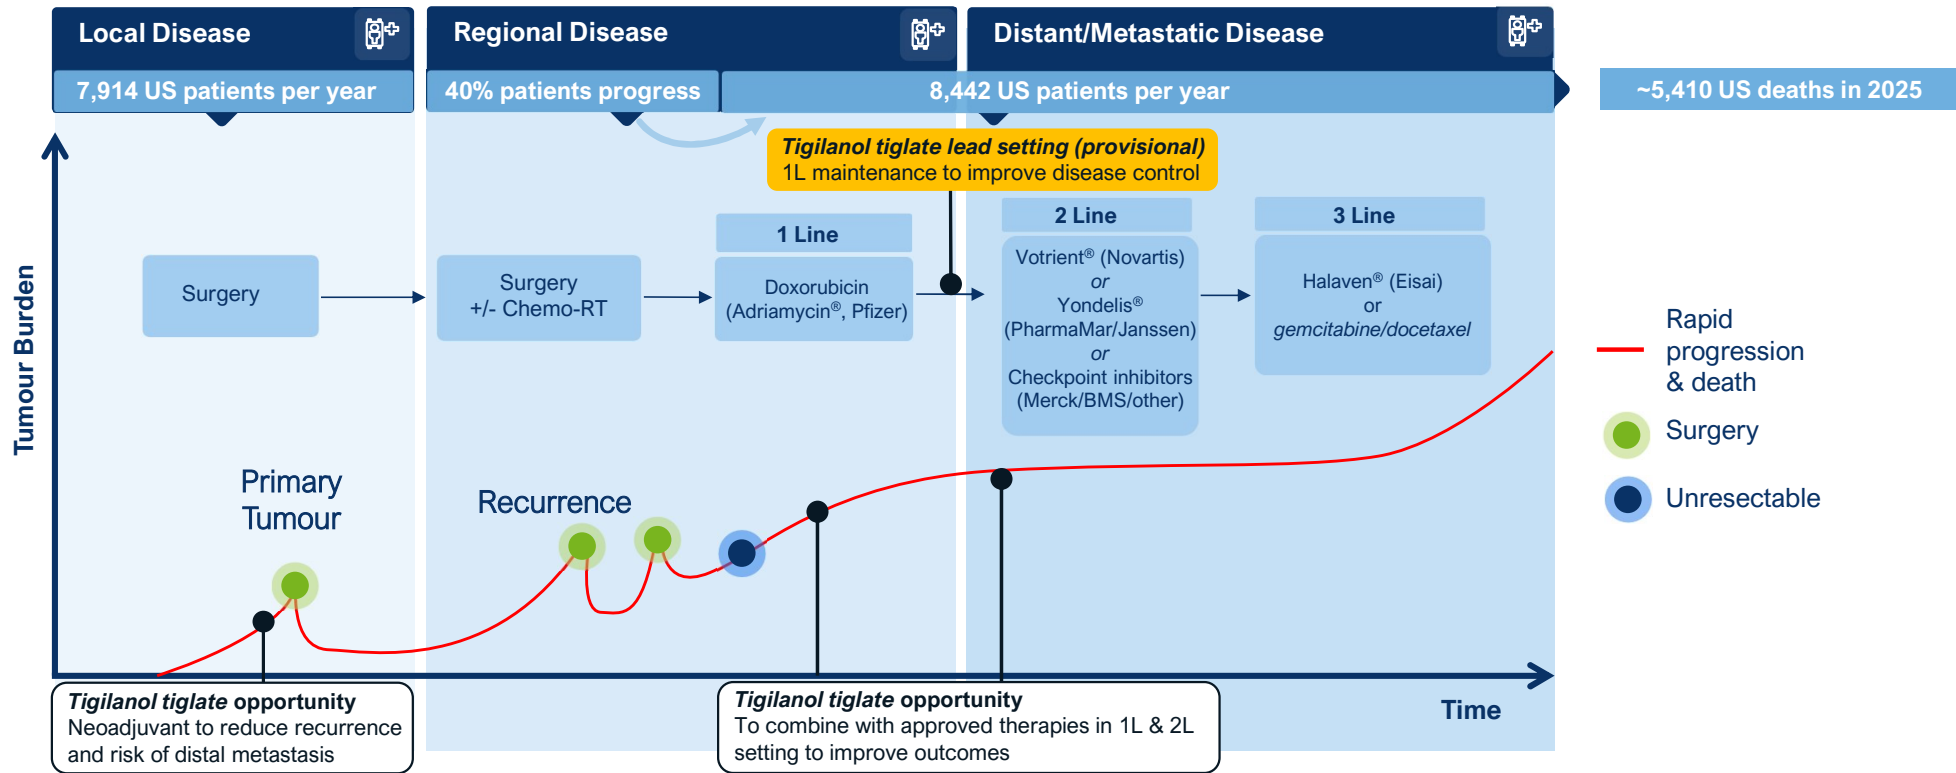 Local Disease
Regional Disease
Distant/Metastatic Disease
7,914 US patients per year
40% patients progress
8,442 US patients per year
~5,410 US deaths in 2025
Tigilanol tiglate lead setting (provisional)
1L maintenance to improve disease control
Surgery
Surgery
+/- Chemo-RT
1 Line
Doxorubicin
(Adriamycin®, Pfizer)
2 Line
Votrient® (Novartis)
or
Yondelis®
(PharmaMar/Janssen)
or
Checkpoint inhibitors
(Merck/BMS/other)
3 Line
Halaven® (Eisai)
or
gemcitabine/docetaxel
Tumour Burden
Primary
Tumour
Recurrence
Rapid
progression
& death
Surgery
Unresectable
Tigilanol tiglate opportunity
Neoadjuvant to reduce recurrence
and risk of distal metastasis
Tigilanol tiglate opportunity
To combine with approved therapies in 1L & 2L
setting to improve outcomes
Time